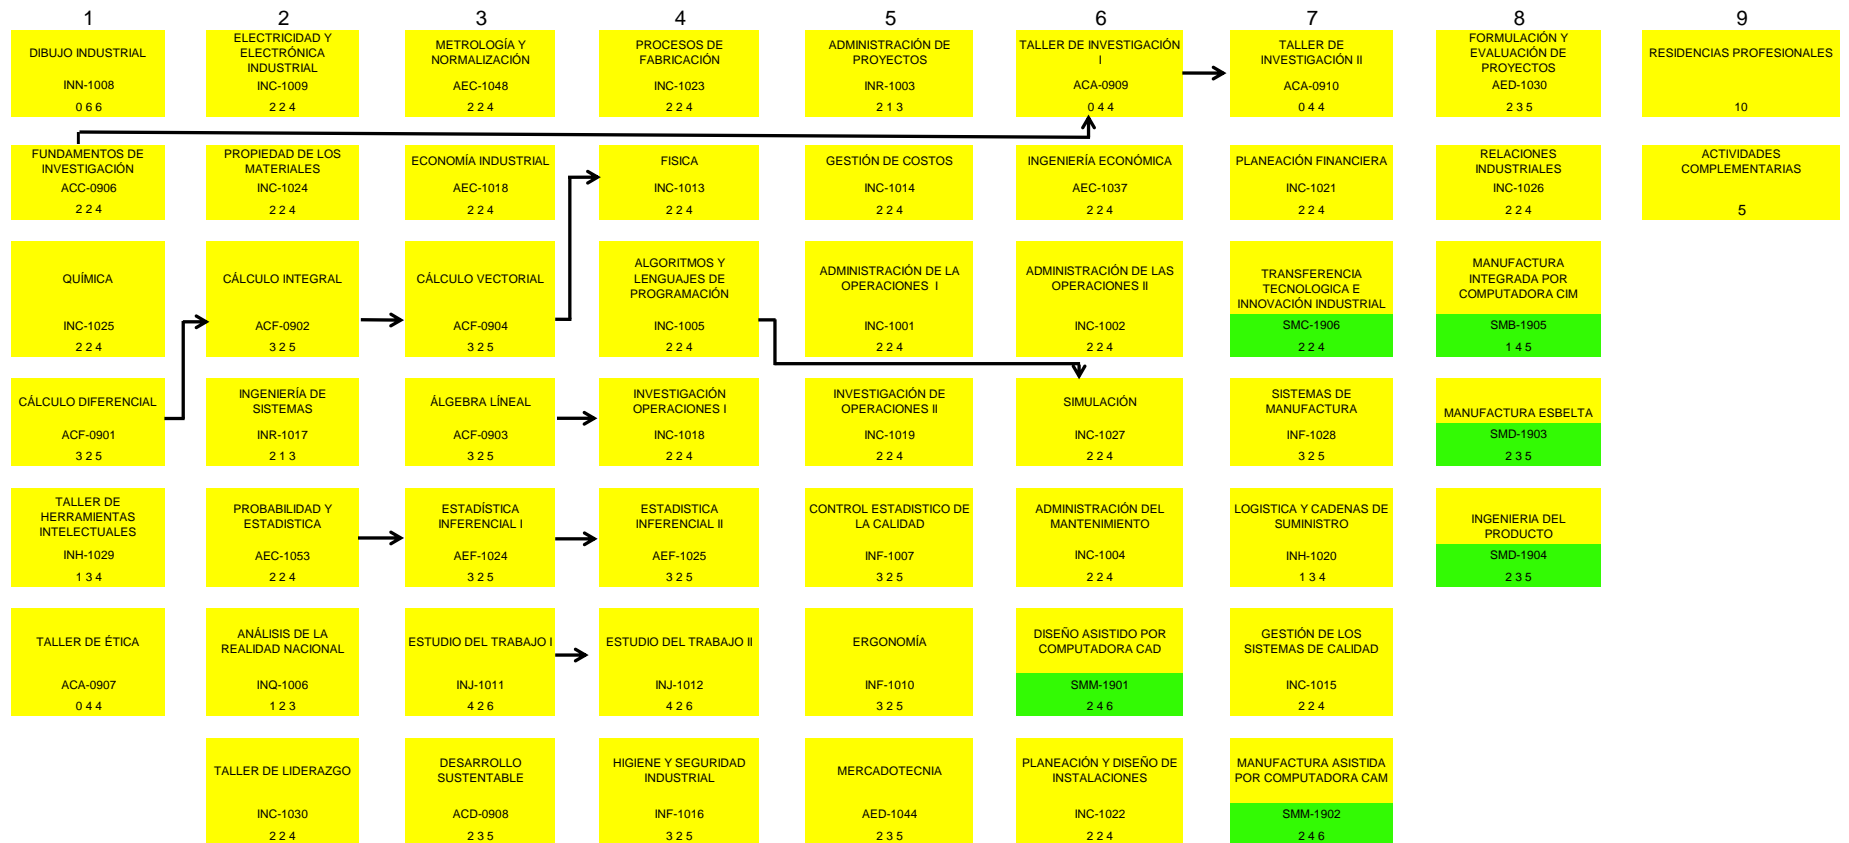 1
2
3
4
5
6
7
8
9
DIBUJO INDUSTRIAL
INN-1008
0 6 6
ELECTRICIDAD Y
ELECTRÓNICA
INDUSTRIAL
INC-1009
2 2 4
METROLOGÍA Y
NORMALIZACIÓN
AEC-1048
2 2 4
PROCESOS DE
FABRICACIÓN
INC-1023
2 2 4
ADMINISTRACIÓN DE
PROYECTOS
INR-1003
2 1 3
TALLER DE INVESTIGACIÓN
I
ACA-0909
0 4 4
TALLER DE
INVESTIGACIÓN II
ACA-0910
0 4 4
FORMULACIÓN Y
EVALUACIÓN DE
PROYECTOS
AED-1030
2 3 5
RESIDENCIAS PROFESIONALES
10
FUNDAMENTOS DE
INVESTIGACIÓN
ACC-0906
2 2 4
PROPIEDAD DE LOS
MATERIALES
INC-1024
2 2 4
ECONOMÍA INDUSTRIAL
AEC-1018
2 2 4
FISICA
INC-1013
2 2 4
GESTIÓN DE COSTOS
INC-1014
2 2 4
INGENIERÍA ECONÓMICA
AEC-1037
2 2 4
PLANEACIÓN FINANCIERA
INC-1021
2 2 4
RELACIONES
INDUSTRIALES
INC-1026
2 2 4
ACTIVIDADES
COMPLEMENTARIAS
5
QUÍMICA
INC-1025
2 2 4
CÁLCULO INTEGRAL
ACF-0902
3 2 5
CÁLCULO VECTORIAL
ACF-0904
3 2 5
ALGORITMOS Y
LENGUAJES DE
PROGRAMACIÓN
INC-1005
2 2 4
ADMINISTRACIÓN DE LA
OPERACIONES I
INC-1001
2 2 4
ADMINISTRACIÓN DE LAS
OPERACIONES II
INC-1002
2 2 4
TRANSFERENCIA
TECNOLOGICA E
INNOVACIÓN INDUSTRIAL
SMC-1906
2 2 4
MANUFACTURA
INTEGRADA POR
COMPUTADORA CIM
SMB-1905
1 4 5
CÁLCULO DIFERENCIAL
ACF-0901
3 2 5
INGENIERÍA DE
SISTEMAS
INR-1017
2 1 3
ÁLGEBRA LÍNEAL
ACF-0903
3 2 5
INVESTIGACIÓN
OPERACIONES I
INC-1018
2 2 4
INVESTIGACIÓN DE
OPERACIONES II
INC-1019
2 2 4
SIMULACIÓN
INC-1027
2 2 4
SISTEMAS DE
MANUFACTURA
INF-1028
3 2 5
MANUFACTURA ESBELTA
SMD-1903
2 3 5
TALLER DE
HERRAMIENTAS
INTELECTUALES
INH-1029
1 3 4
PROBABILIDAD Y
ESTADISTICA
AEC-1053
2 2 4
ESTADÍSTICA
INFERENCIAL I
AEF-1024
3 2 5
ESTADISTICA
INFERENCIAL II
AEF-1025
3 2 5
CONTROL ESTADISTICO DE
LA CALIDAD
INF-1007
3 2 5
ADMINISTRACIÓN DEL
MANTENIMIENTO
INC-1004
2 2 4
LOGISTICA Y CADENAS DE
SUMINISTRO
INH-1020
1 3 4
INGENIERIA DEL
PRODUCTO
SMD-1904
2 3 5
TALLER DE ÉTICA
ACA-0907
0 4 4
ANÁLISIS DE LA
REALIDAD NACIONAL
INQ-1006
1 2 3
ESTUDIO DEL TRABAJO I
INJ-1011
4 2 6
ESTUDIO DEL TRABAJO II
INJ-1012
4 2 6
ERGONOMÍA
INF-1010
3 2 5
DISEÑO ASISTIDO POR
COMPUTADORA CAD
SMM-1901
2 4 6
GESTIÓN DE LOS
SISTEMAS DE CALIDAD
INC-1015
2 2 4
TALLER DE LIDERAZGO
INC-1030
2 2 4
DESARROLLO
SUSTENTABLE
ACD-0908
2 3 5
HIGIENE Y SEGURIDAD
INDUSTRIAL
INF-1016
3 2 5
MERCADOTECNIA
AED-1044
2 3 5
PLANEACIÓN Y DISEÑO DE
INSTALACIONES
INC-1022
2 2 4
MANUFACTURA ASISTIDA
POR COMPUTADORA CAM
SMM-1902
2 4 6